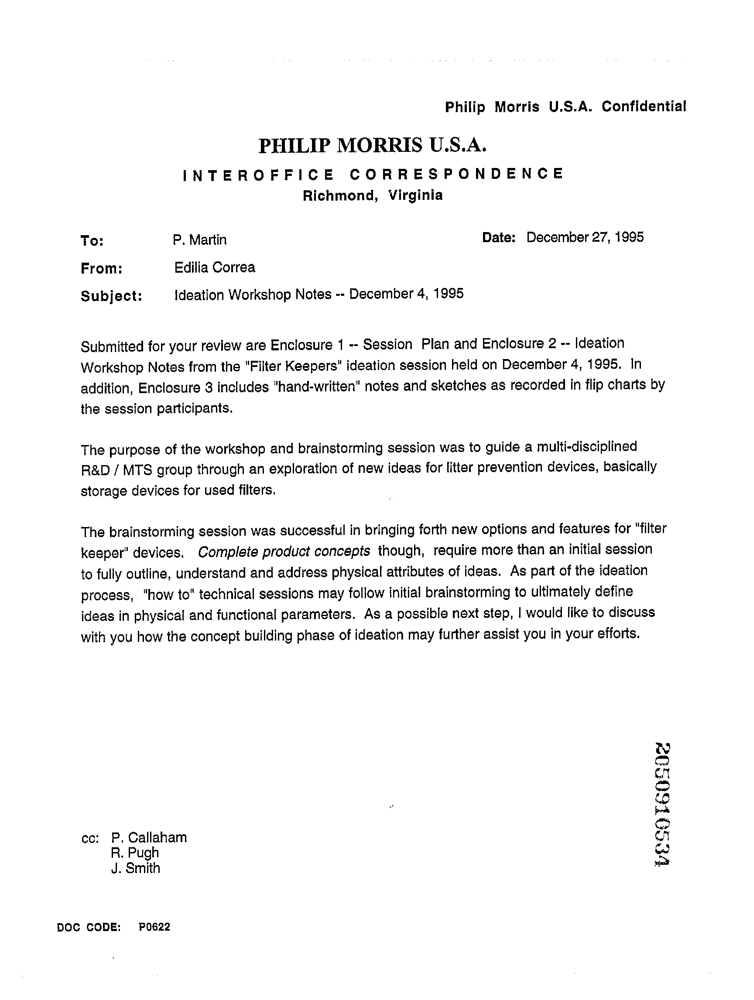 Philip Morris U.S.A. Confidential
PHILIP MORRIS U.S.A.
INTEROFFICE CORRESPONDENCE
Richmond, Virginia
To: P. Martin Date: December 27, 1995
From: Edilia Correa
Subject: Ideation Workshop Notes -- December 4, 1995
Submitted for your review are Enclosure 1 -- Session Plan and Enclosure 2 -- Ideation
Workshop Notes from the "Filter Keepers" ideation session held on December 4, 1995. In
addition, Enclosure 3 includes "hand-written" notes and sketches as recorded in flip charts by
the session participants.
The purpose of the workshop and brainstorming session was to guide a multi-disciplined
R&D / MTS group through an exploration of new ideas for litter prevention devices, basically
storage devices for used filters.
The brainstorming session was successful in bringing forth new options and features for "filter
keeper" devices. Complete product concepts though, require more than an initial session
to fully outline, understand and address physical attributes of ideas. As part of the ideation
process, "how to" technical sessions may follow initial brainstorming to ultimately define
ideas in physical and functional parameters. As a possible next step, I would like to discuss
with you how the concept building phase of ideation may further assist you in your efforts.
2050910534
cc: P. Callaham
R. Pugh
J. Smith
DOC CODE: P0622